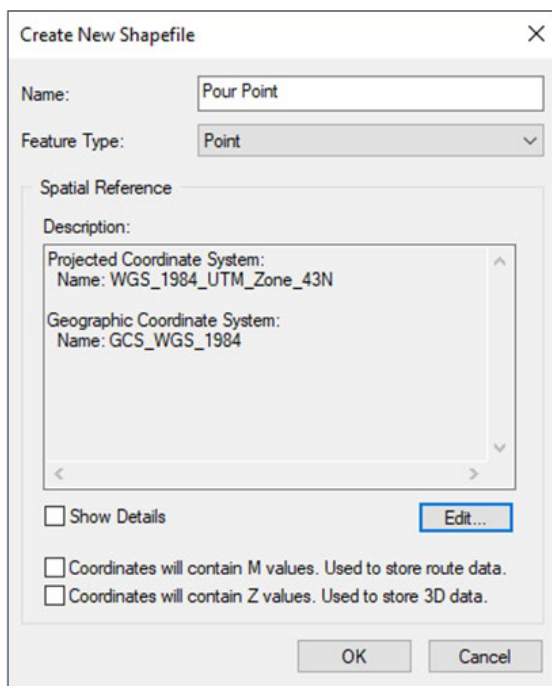 Create New Shapefile
Name:
Pour Point
Feature Type:
Point
Spatial Reference
Description:
Projected Coordinate System:
Name: WGS_1984_UTM_Zone_43N
Geographic Coordinate System:
Name: GCS_WGS_1984
Show Details
Edit...
Coordinates will contain M values. Used to store route data.
Coordinates will contain Z values. Used to store 3D data.
OK
Cancel